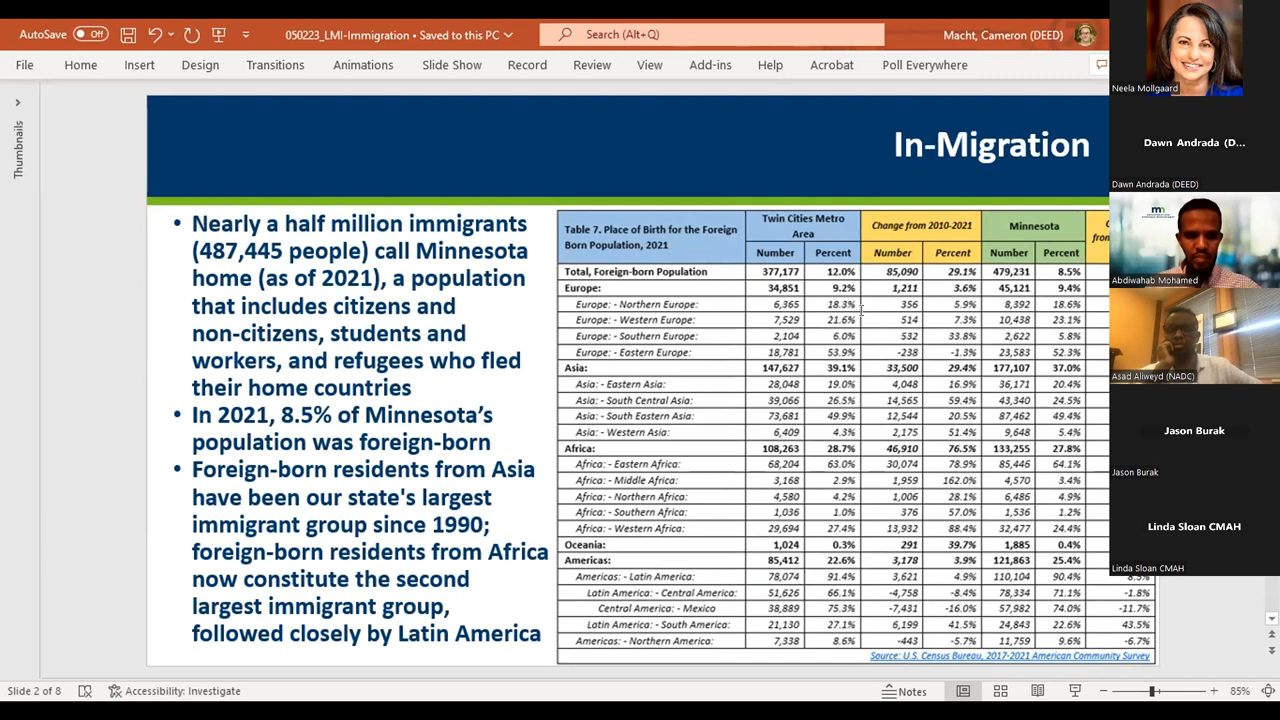 AutoSave Off 050223_LMI-Immigration • Saved to this PC Search (Alt+Q) Macht, Cameron (DEED)
File Home Insert Design Transitions Animations Slide Show Record Review View Add-ins Help Acrobat Poll Everywhere
Thumbnails
In-Migration
• Nearly a half million immigrants
(487,445 people) call Minnesota
home (as of 2021), a population
that includes citizens and
non-citizens, students and
workers, and refugees who fled
their home countries
• In 2021, 8.5% of Minnesota's
population was foreign-born
• Foreign-born residents from Asia
have been our state's largest
immigrant group since 1990;
foreign-born residents from Africa
now constitute the second
largest immigrant group,
followed closely by Latin America
Table 7. Place of Birth for the Foreign
Born Population, 2021
Twin Cities Metro
Area
Change from 2010-2021
Minnesota
Number Percent Number Percent Number Percent
Total, Foreign-born Population 377,177 12.0% 85,090 29.1% 479,231 8.5%
Europe: 34,851 9.2% 1,211 3.6% 45,121 9.4%
Europe: - Northern Europe: 6,365 18.3% 356 5.9% 8,392 18.6%
Europe: - Western Europe: 7,529 21.6% 514 7.3% 10,438 23.1%
Europe: - Southern Europe: 2,104 6.0% 532 33.8% 2,622 5.8%
Europe: - Eastern Europe: 18,781 53.9% -238 -1.3% 23,583 52.3%
Asia: 147,627 39.1% 33,500 29.4% 177,107 37.0%
Asia: - Eastern Asia: 28,048 19.0% 4,048 16.9% 36,171 20.4%
Asia: - South Central Asia: 39,066 26.5% 14,565 59.4% 43,340 24.5%
Asia: - South Eastern Asia: 73,681 49.9% 12,544 20.5% 87,462 49.4%
Asia: - Western Asia: 6,409 4.3% 2,175 51.4% 9,648 5.4%
Africa: 108,263 28.7% 46,910 76.5% 133,255 27.8%
Africa: - Eastern Africa: 68,204 63.0% 30,074 78.9% 85,446 64.1%
Africa: - Middle Africa: 3,168 2.9% 1,959 162.0% 4,570 3.4%
Africa: - Northern Africa: 4,580 4.2% 1,006 28.1% 6,486 4.9%
Africa: - Southern Africa: 1,036 1.0% 376 57.0% 1,536 1.2%
Africa: - Western Africa: 29,694 27.4% 13,932 88.4% 32,477 24.4%
Oceania: 1,024 0.3% 291 39.7% 1,885 0.4%
Americas: 85,412 22.6% 3,178 3.9% 121,863 25.4%
Americas: - Latin America: 78,074 91.4% 3,621 4.9% 110,104 90.4% 8.5%
Latin America: - Central America: 51,626 66.1% -4,758 -8.4% 78,334 71.1% -1.8%
Central America: - Mexico 38,889 75.3% -7,431 -16.0% 57,982 74.0% -11.7%
Latin America: - South America: 21,130 27.1% 6,199 41.5% 24,843 22.6% 43.5%
Americas: - Northern America: 7,338 8.6% -443 -5.7% 11,759 9.6% -6.7%
Source: U.S. Census Bureau, 2017-2021 American Community Survey
Neela Mollgaard
Dawn Andrada (D...
Dawn Andrada (DEED)
Abdiwahab Mohamed
Asad Aliweyd (NADC)
Jason Burak
Jason Burak
Linda Sloan CMAH
Linda Sloan CMAH
Slide 2 of 8 Accessibility: Investigate Notes 85%